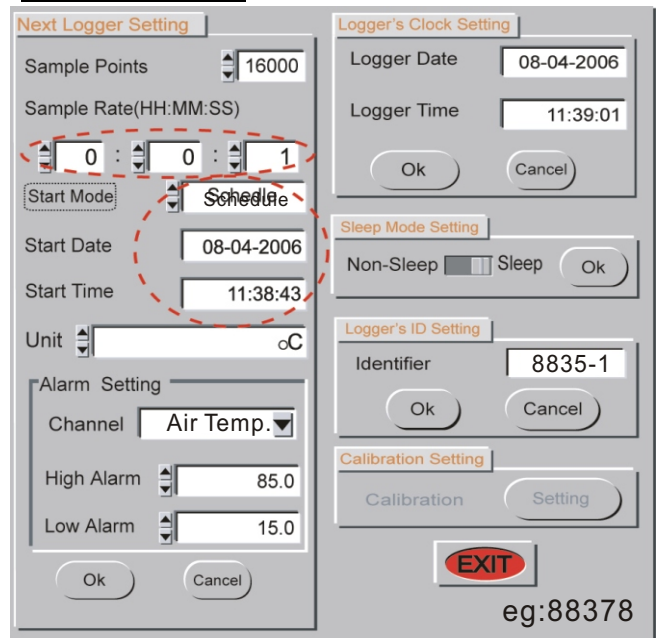 Next Logger Setting
Sample Points 16000
Sample Rate(HH:MM:SS)
0 : 0 : 1
Start Mode Schedule
Start Date 08-04-2006
Start Time 11:38:43
Unit oC
Alarm Setting
Channel Air Temp.
High Alarm 85.0
Low Alarm 15.0
Ok Cancel
Logger's Clock Setting
Logger Date 08-04-2006
Logger Time 11:39:01
Ok Cancel
Sleep Mode Setting
Non-Sleep Sleep Ok
Logger's ID Setting
Identifier 8835-1
Ok Cancel
Calibration Setting
Calibration Setting
EXIT
eg:88378